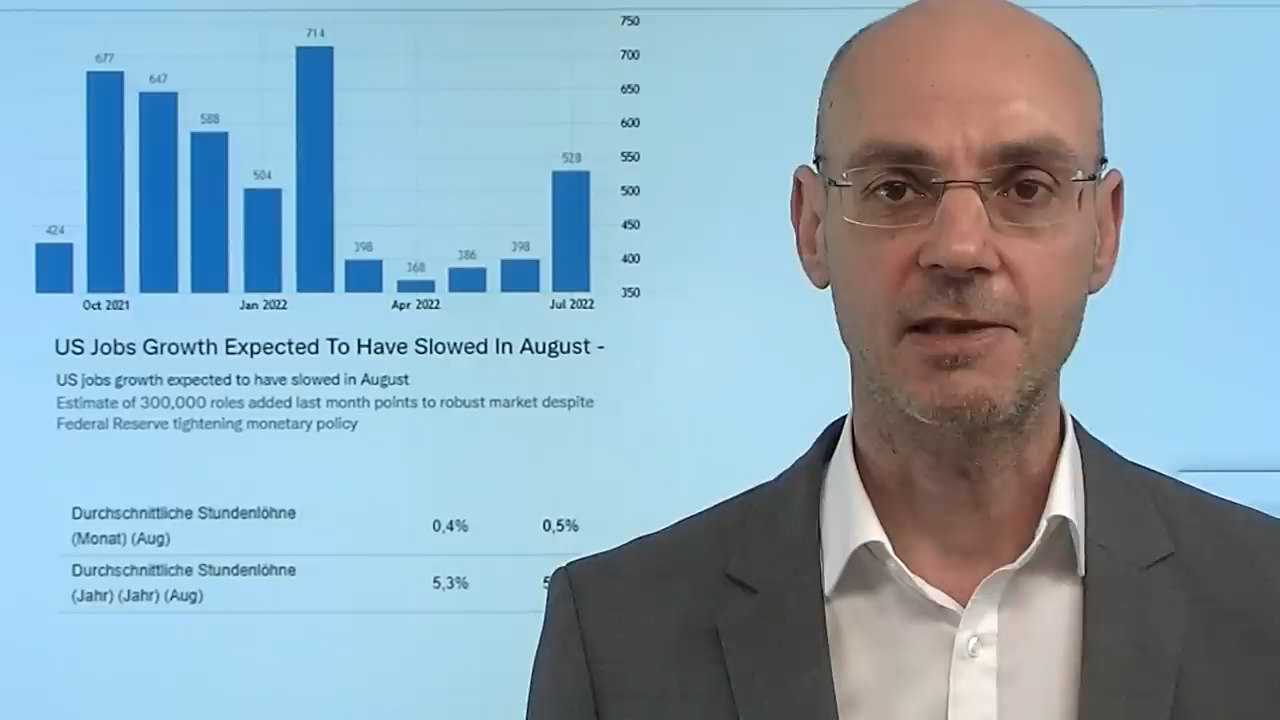 750
714
700
677
647
650
588
600
528
550
504
500
424
450
398
368
386
398
400
350
Oct 2021
Jan 2022
Apr 2022
Jul 2022
US Jobs Growth Expected To Have Slowed In August -
US jobs growth expected to have slowed in August
Estimate of 300,000 roles added last month points to robust market despite
Federal Reserve tightening monetary policy
Durchschnittliche Stundenlöhne
(Monat) (Aug)
0,4%
0,5%
Durchschnittliche Stundenlöhne
(Jahr) (Jahr) (Aug)
5,3%